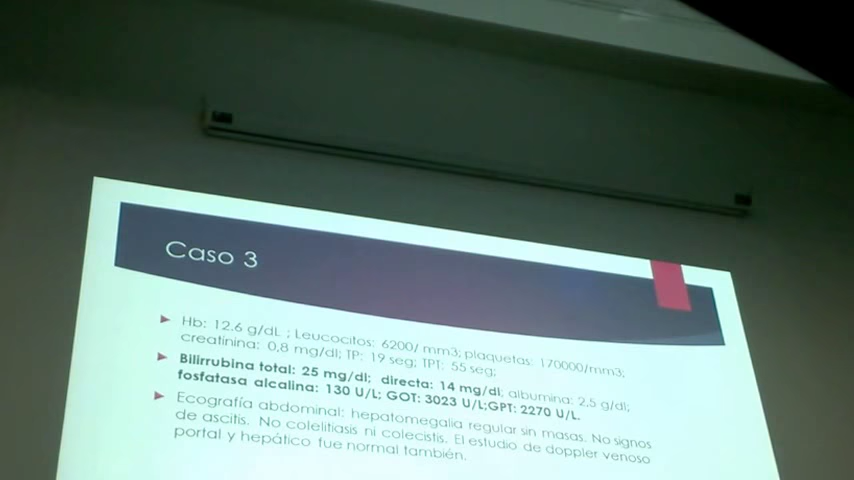 Caso 3
Hb: 12.6 g/dL ; Leucocitos: 6200/ mm3; plaquetas: 170000/mm3;
creatinina: 0,8 mg/dl; TP: 19 seg; TPT: 55 seg;
Bilirrubina total: 25 mg/dl; directa: 14 mg/dl, albumina: 2,5 g/dl;
fosfatasa alcalina: 130 U/L; GOT: 3023 U/L;GPT: 2270 U/L.
Ecografía abdominal: hepatomegalia regular sin masas. No signos
de ascitis. No colelitiasis ni colecistis. El estudio de doppler venoso
portal y hepático fue normal también.